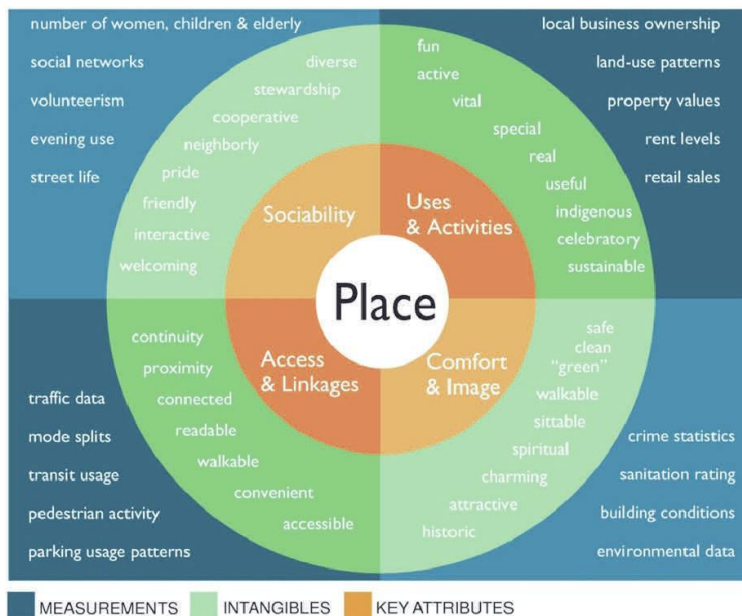 number of women, children & elderly
social networks
volunteerism
evening use
street life
diverse
stewardship
cooperative
neighborly
pride
friendly
interactive
welcoming
Sociability
fun
active
vital
special
real
useful
indigenous
celebratory
sustainable
Uses
& Activities
local business ownership
land-use patterns
property values
rent levels
retail sales
Place
continuity
proximity
connected
readable
walkable
convenient
accessible
Access
& Linkages
traffic data
mode splits
transit usage
pedestrian activity
parking usage patterns
Comfort
& Image
safe
clean
"green"
walkable
sittable
spiritual
charming
attractive
historic
crime statistics
sanitation rating
building conditions
environmental data
MEASUREMENTS
INTANGIBLES
KEY ATTRIBUTES